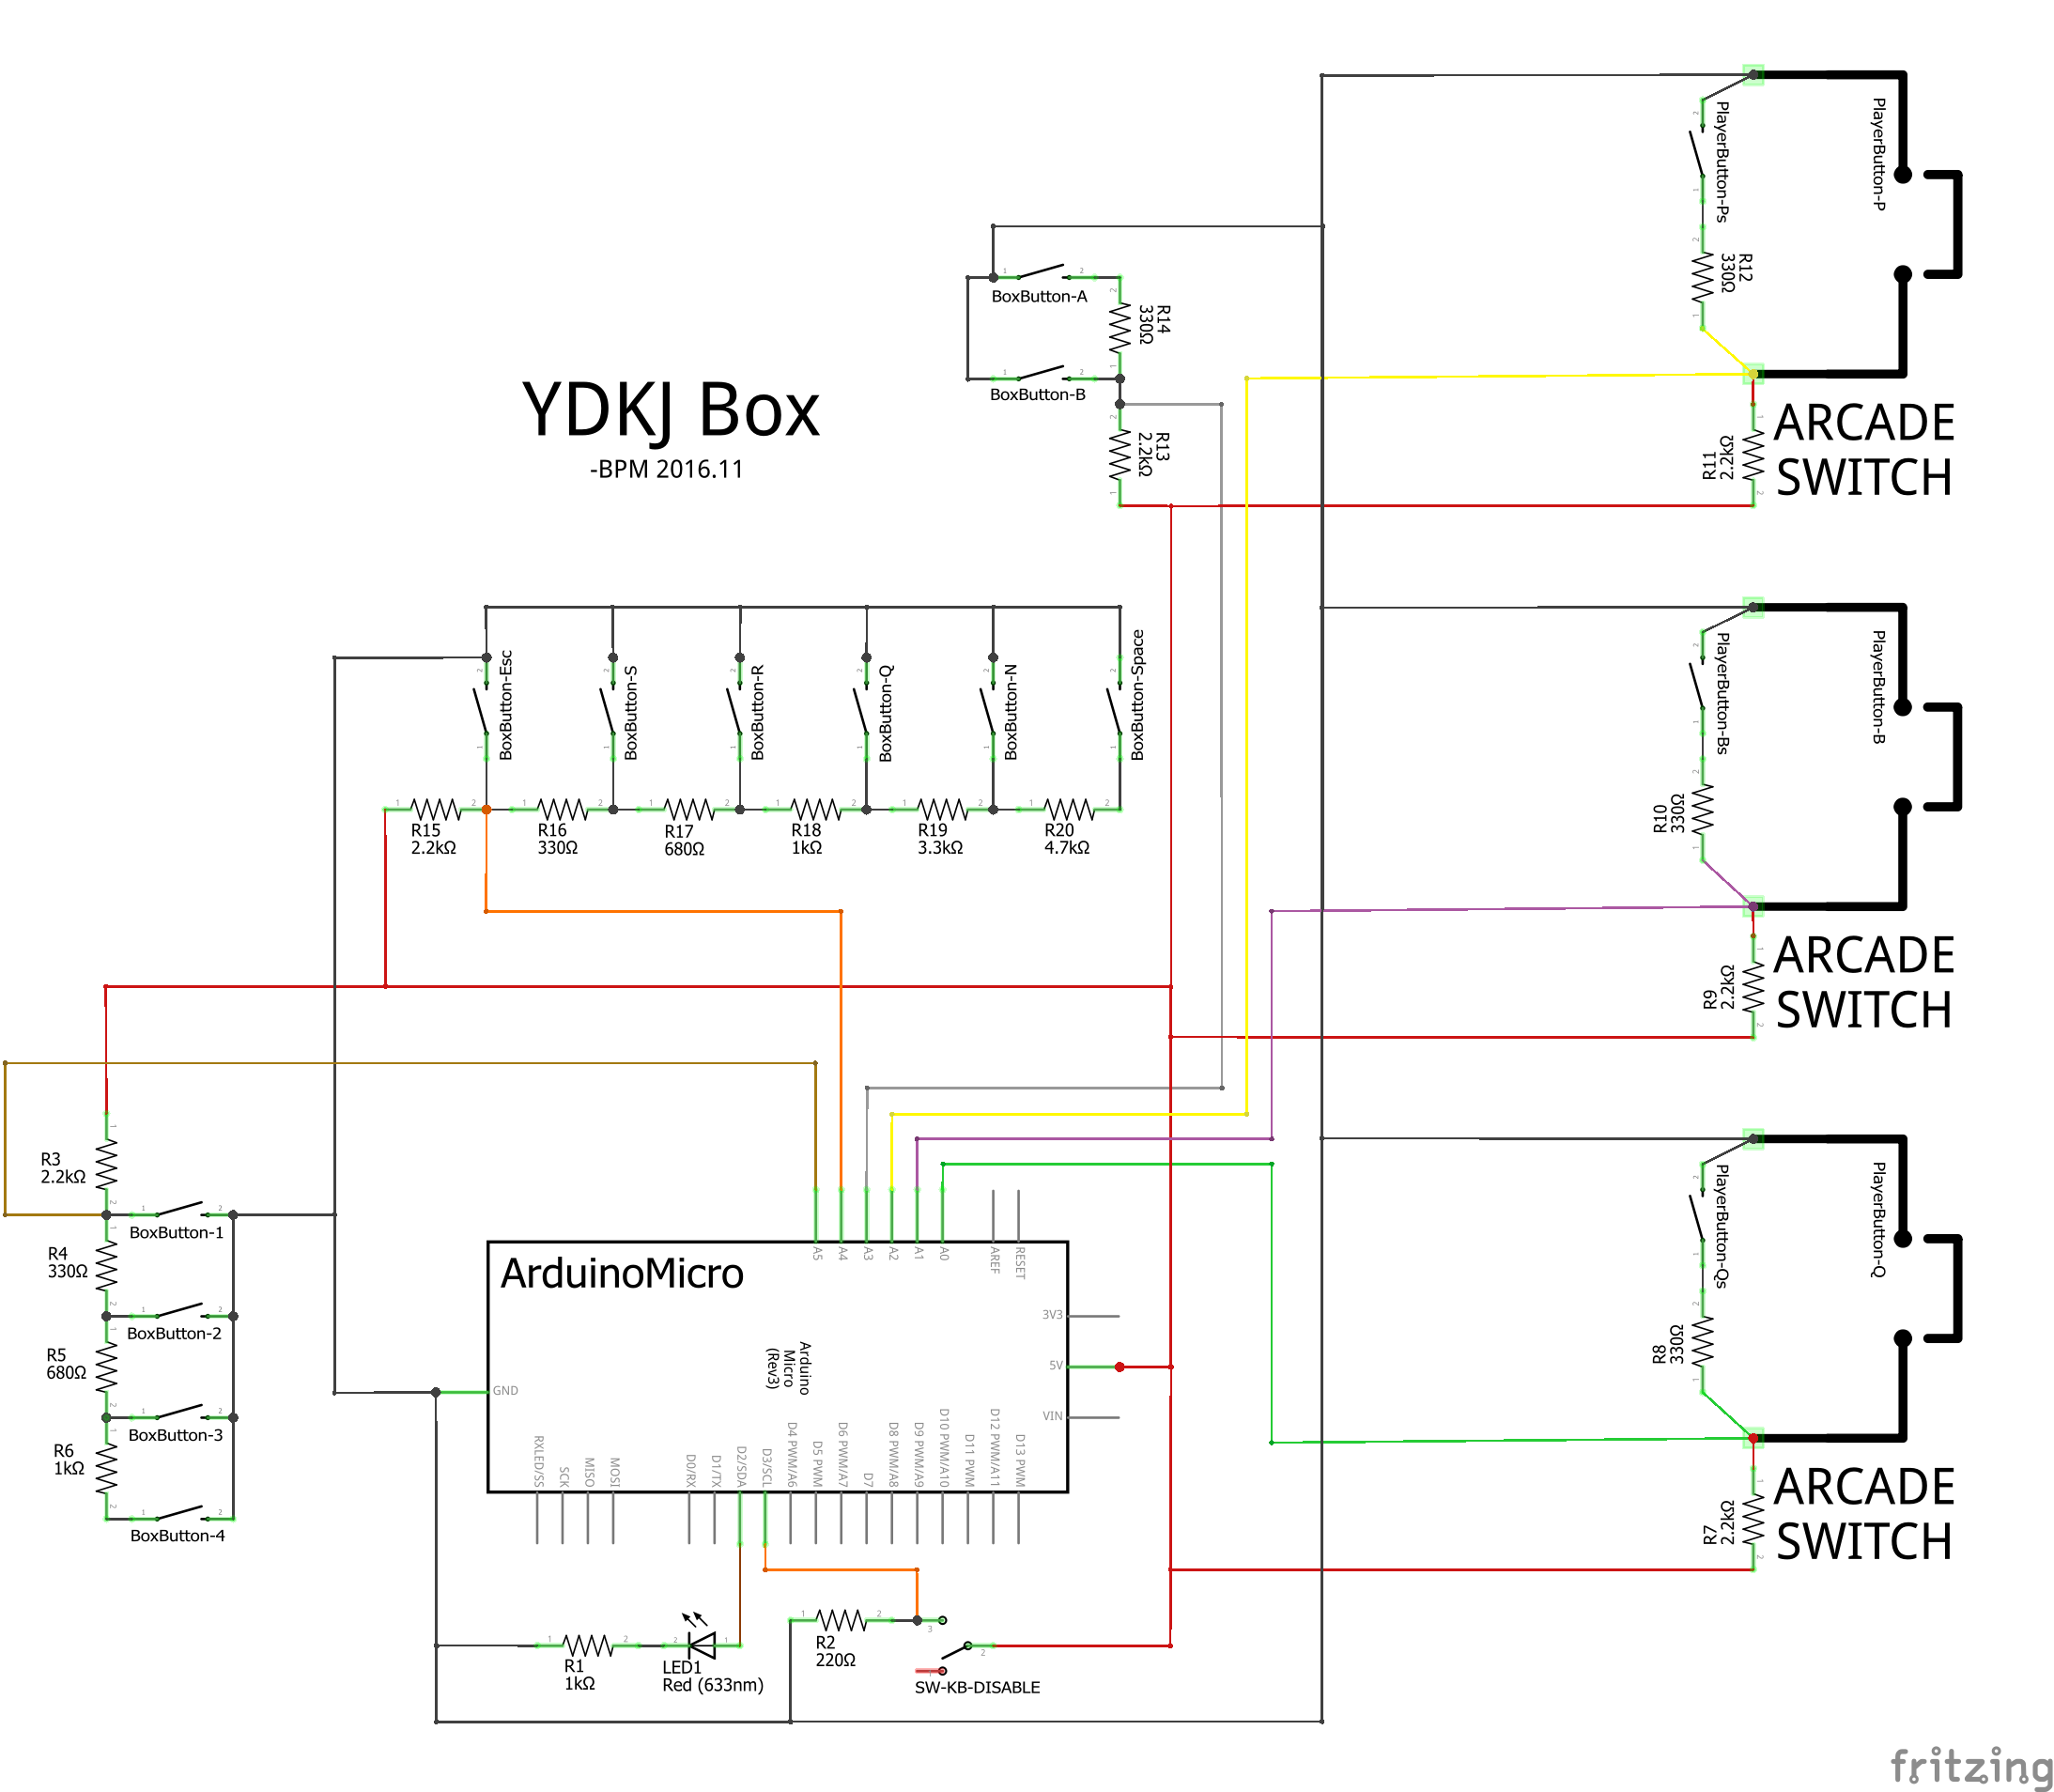 PlayerButton-P
PlayerButton-Ps
R12
330Ω
ARCADE
SWITCH
R11
2.2kΩ
BoxButton-A
R14
330Ω
BoxButton-B
R13
2.2kΩ
YDKJ Box
-BPM 2016.11
BoxButton-Esc
BoxButton-S
BoxButton-R
BoxButton-Q
BoxButton-N
BoxButton-Space
R15
2.2kΩ
R16
330Ω
R17
680Ω
R18
1kΩ
R19
3.3kΩ
R20
4.7kΩ
PlayerButton-B
PlayerButton-Bs
R10
330Ω
ARCADE
SWITCH
R9
2.2kΩ
R3
2.2kΩ
BoxButton-1
R4
330Ω
BoxButton-2
R5
680Ω
BoxButton-3
R6
1kΩ
BoxButton-4
ArduinoMicro
Arduino
Micro
(Rev3)
A5
A4
A3
A2
A1
A0
AREF
RESET
3V3
5V
VIN
GND
RXLED/SS
SCK
MISO
MOSI
D0/RX
D1/TX
D2/SDA
D3/SCL
D4 PWM/A6
D5 PWM
D6 PWM/A7
D7
D8 PWM/A8
D9 PWM/A9
D10 PWM/A10
D11 PWM
D12 PWM/A11
D13 PWM
PlayerButton-Q
PlayerButton-Qs
R8
330Ω
ARCADE
SWITCH
R7
2.2kΩ
R1
1kΩ
LED1
Red (633nm)
R2
220Ω
SW-KB-DISABLE
fritzing